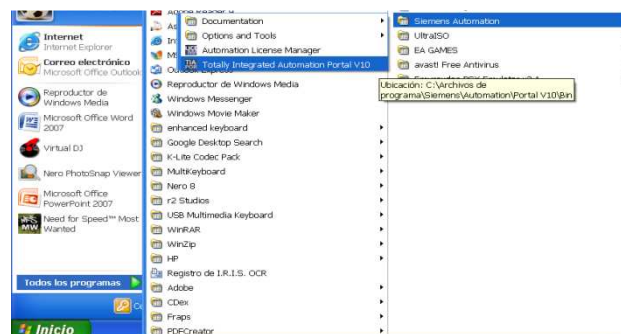 Internet
Internet Explorer
Correo electrónico
Microsoft Office Outlook
Reproductor de
Windows Media
Microsoft Office Word
2007
Virtual DJ
Nero PhotoSnap Viewer
Microsoft Office
PowerPoint 2007
Need for Speed™ Most
Wanted
Todos los programas
Inicio
Adobe Reader 9
Outlook Express
Reproductor de Windows Media
Windows Messenger
Windows Movie Maker
enhanced keyboard
Google Desktop Search
K-Lite Codec Pack
MultiKeyboard
Nero 8
r2 Studios
USB Multimedia Keyboard
WinRAR
WinZip
HP
Registro de I.R.I.S. OCR
Adobe
CDex
Fraps
PDFCreator
Documentation
Options and Tools
Automation License Manager
Totally Integrated Automation Portal V10
Siemens Automation
UltraISO
EA GAMES
avast! Free Antivirus
Ubicación: C:\Archivos de
programa\Siemens\Automation\Portal V10\Bin